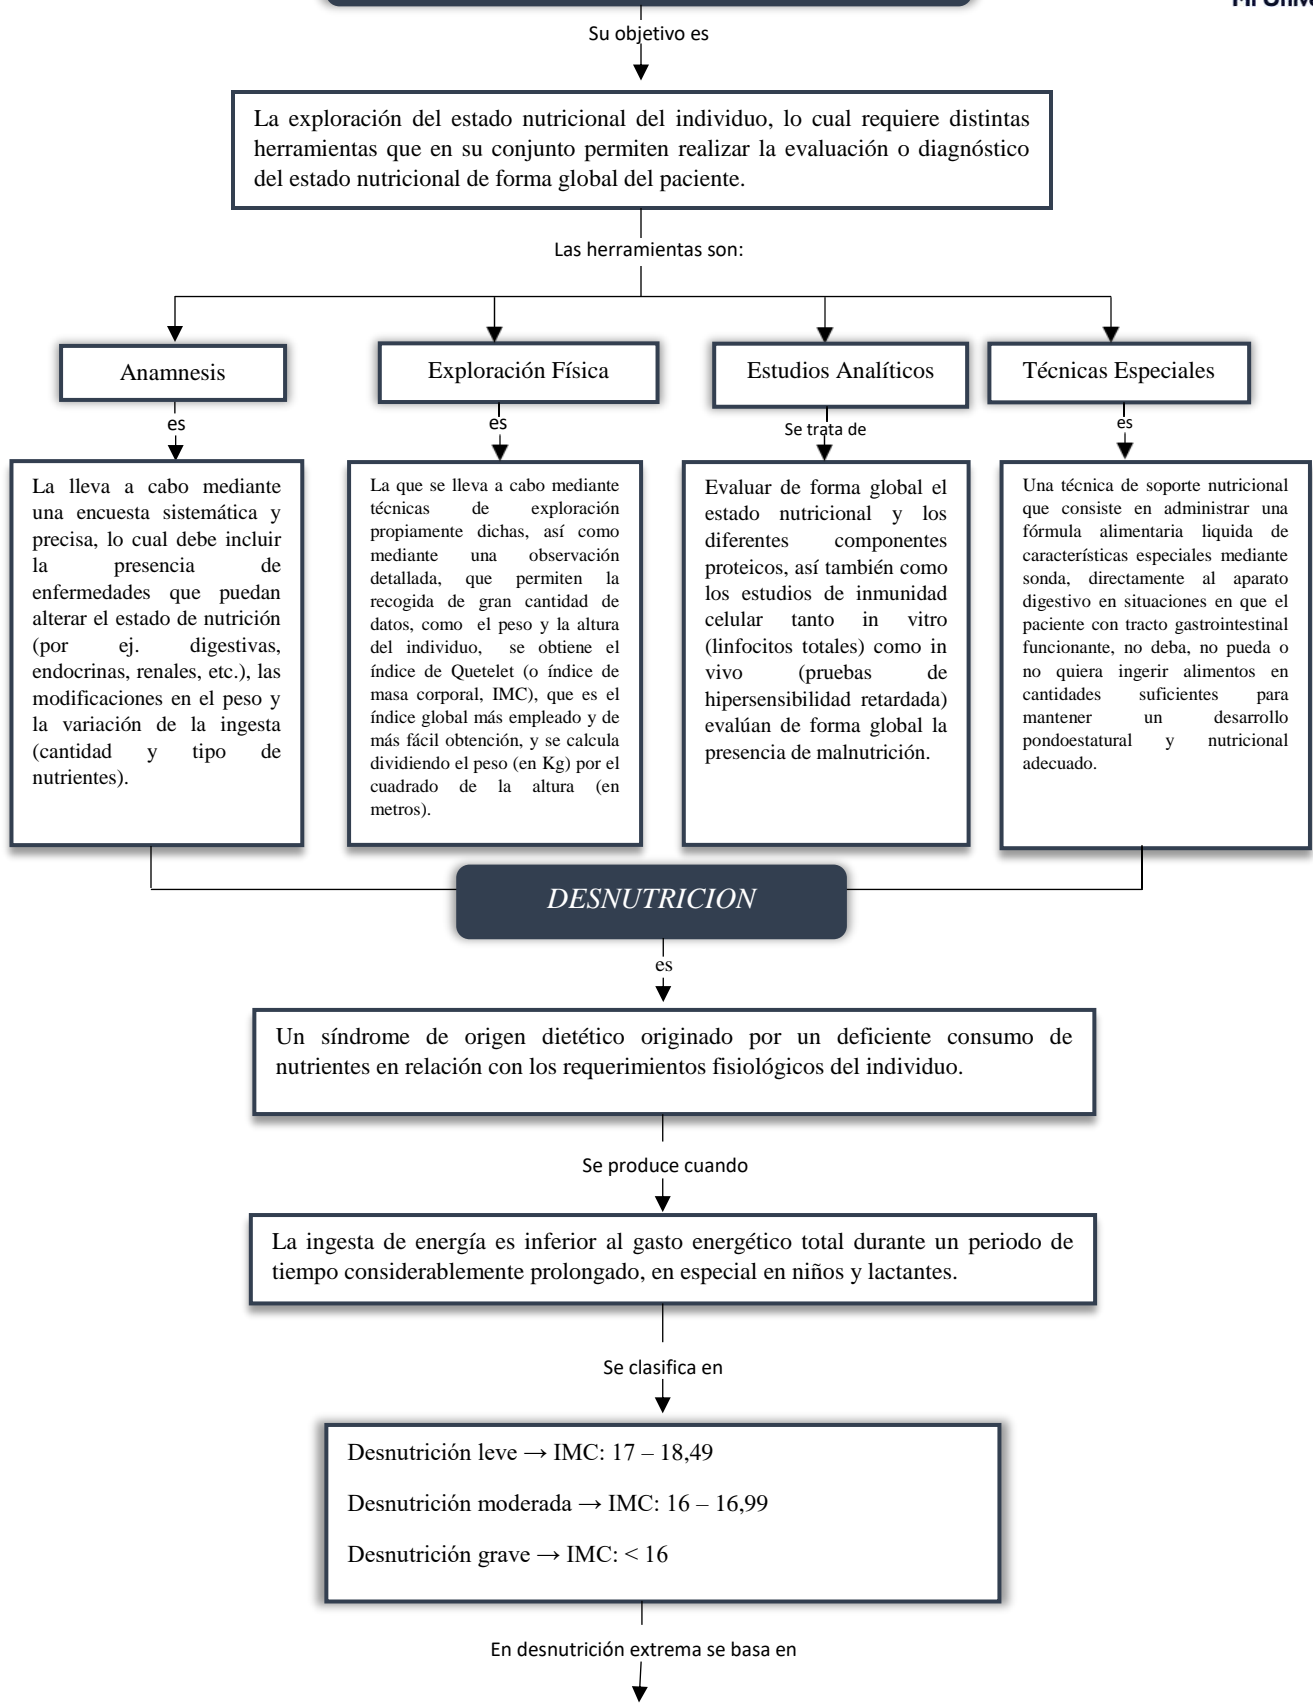 Su objetivo es
La exploración del estado nutricional del individuo, lo cual requiere distintas
herramientas que en su conjunto permiten realizar la evaluación o diagnóstico
del estado nutricional de forma global del paciente.
Las herramientas son:
Anamnesis
Exploración Física
Estudios Analíticos
Técnicas Especiales
es
es
Se trata de
es
La lleva a cabo mediante
una encuesta sistemática y
precisa, lo cual debe incluir
la presencia de
enfermedades que puedan
alterar el estado de nutrición
(por ej. digestivas,
endocrinas, renales, etc.), las
modificaciones en el peso y
la variación de la ingesta
(cantidad y tipo de
nutrientes).
La que se lleva a cabo mediante
técnicas de exploración
propiamente dichas, así como
mediante una observación
detallada, que permiten la
recogida de gran cantidad de
datos, como el peso y la altura
del individuo, se obtiene el
índice de Quetelet (o índice de
masa corporal, IMC), que es el
índice global más empleado y de
más fácil obtención, y se calcula
dividiendo el peso (en Kg) por el
cuadrado de la altura (en
metros).
Evaluar de forma global el
estado nutricional y los
diferentes componentes
proteicos, así también como
los estudios de inmunidad
celular tanto in vitro
(linfocitos totales) como in
vivo (pruebas de
hipersensibilidad retardada)
evalúan de forma global la
presencia de malnutrición.
Una técnica de soporte nutricional
que consiste en administrar una
fórmula alimentaria liquida de
características especiales mediante
sonda, directamente al aparato
digestivo en situaciones en que el
paciente con tracto gastrointestinal
funcionante, no deba, no pueda o
no quiera ingerir alimentos en
cantidades suficientes para
mantener un desarrollo
pondoestatural y nutricional
adecuado.
DESNUTRICION
es
Un síndrome de origen dietético originado por un deficiente consumo de
nutrientes en relación con los requerimientos fisiológicos del individuo.
Se produce cuando
La ingesta de energía es inferior al gasto energético total durante un periodo de
tiempo considerablemente prolongado, en especial en niños y lactantes.
Se clasifica en
Desnutrición leve → IMC: 17 – 18,49
Desnutrición moderada → IMC: 16 – 16,99
Desnutrición grave → IMC: < 16
En desnutrición extrema se basa en